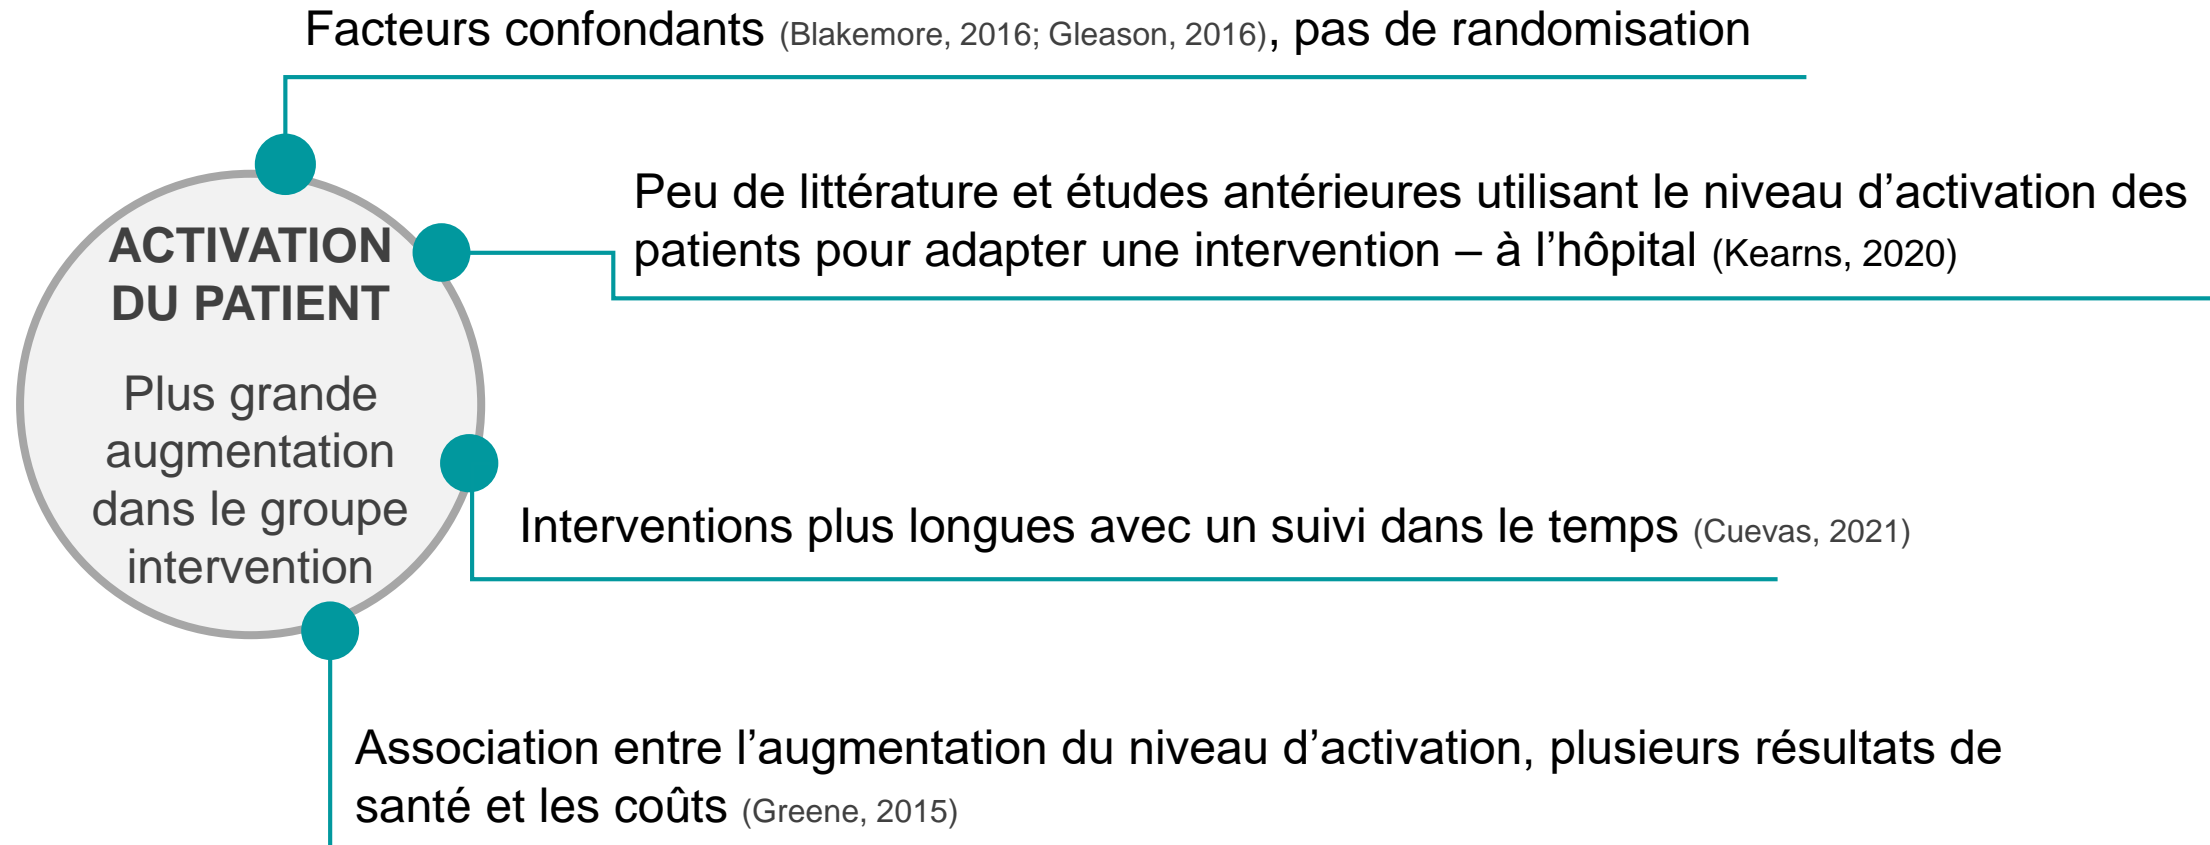 Facteurs confondants (Blakemore, 2016; Gleason, 2016), pas de randomisation
Peu de littérature et études antérieures utilisant le niveau d’activation des
patients pour adapter une intervention – à l’hôpital (Kearns, 2020)
ACTIVATION
DU PATIENT
Plus grande
augmentation
dans le groupe
intervention
Interventions plus longues avec un suivi dans le temps (Cuevas, 2021)
Association entre l’augmentation du niveau d’activation, plusieurs résultats de
santé et les coûts (Greene, 2015)